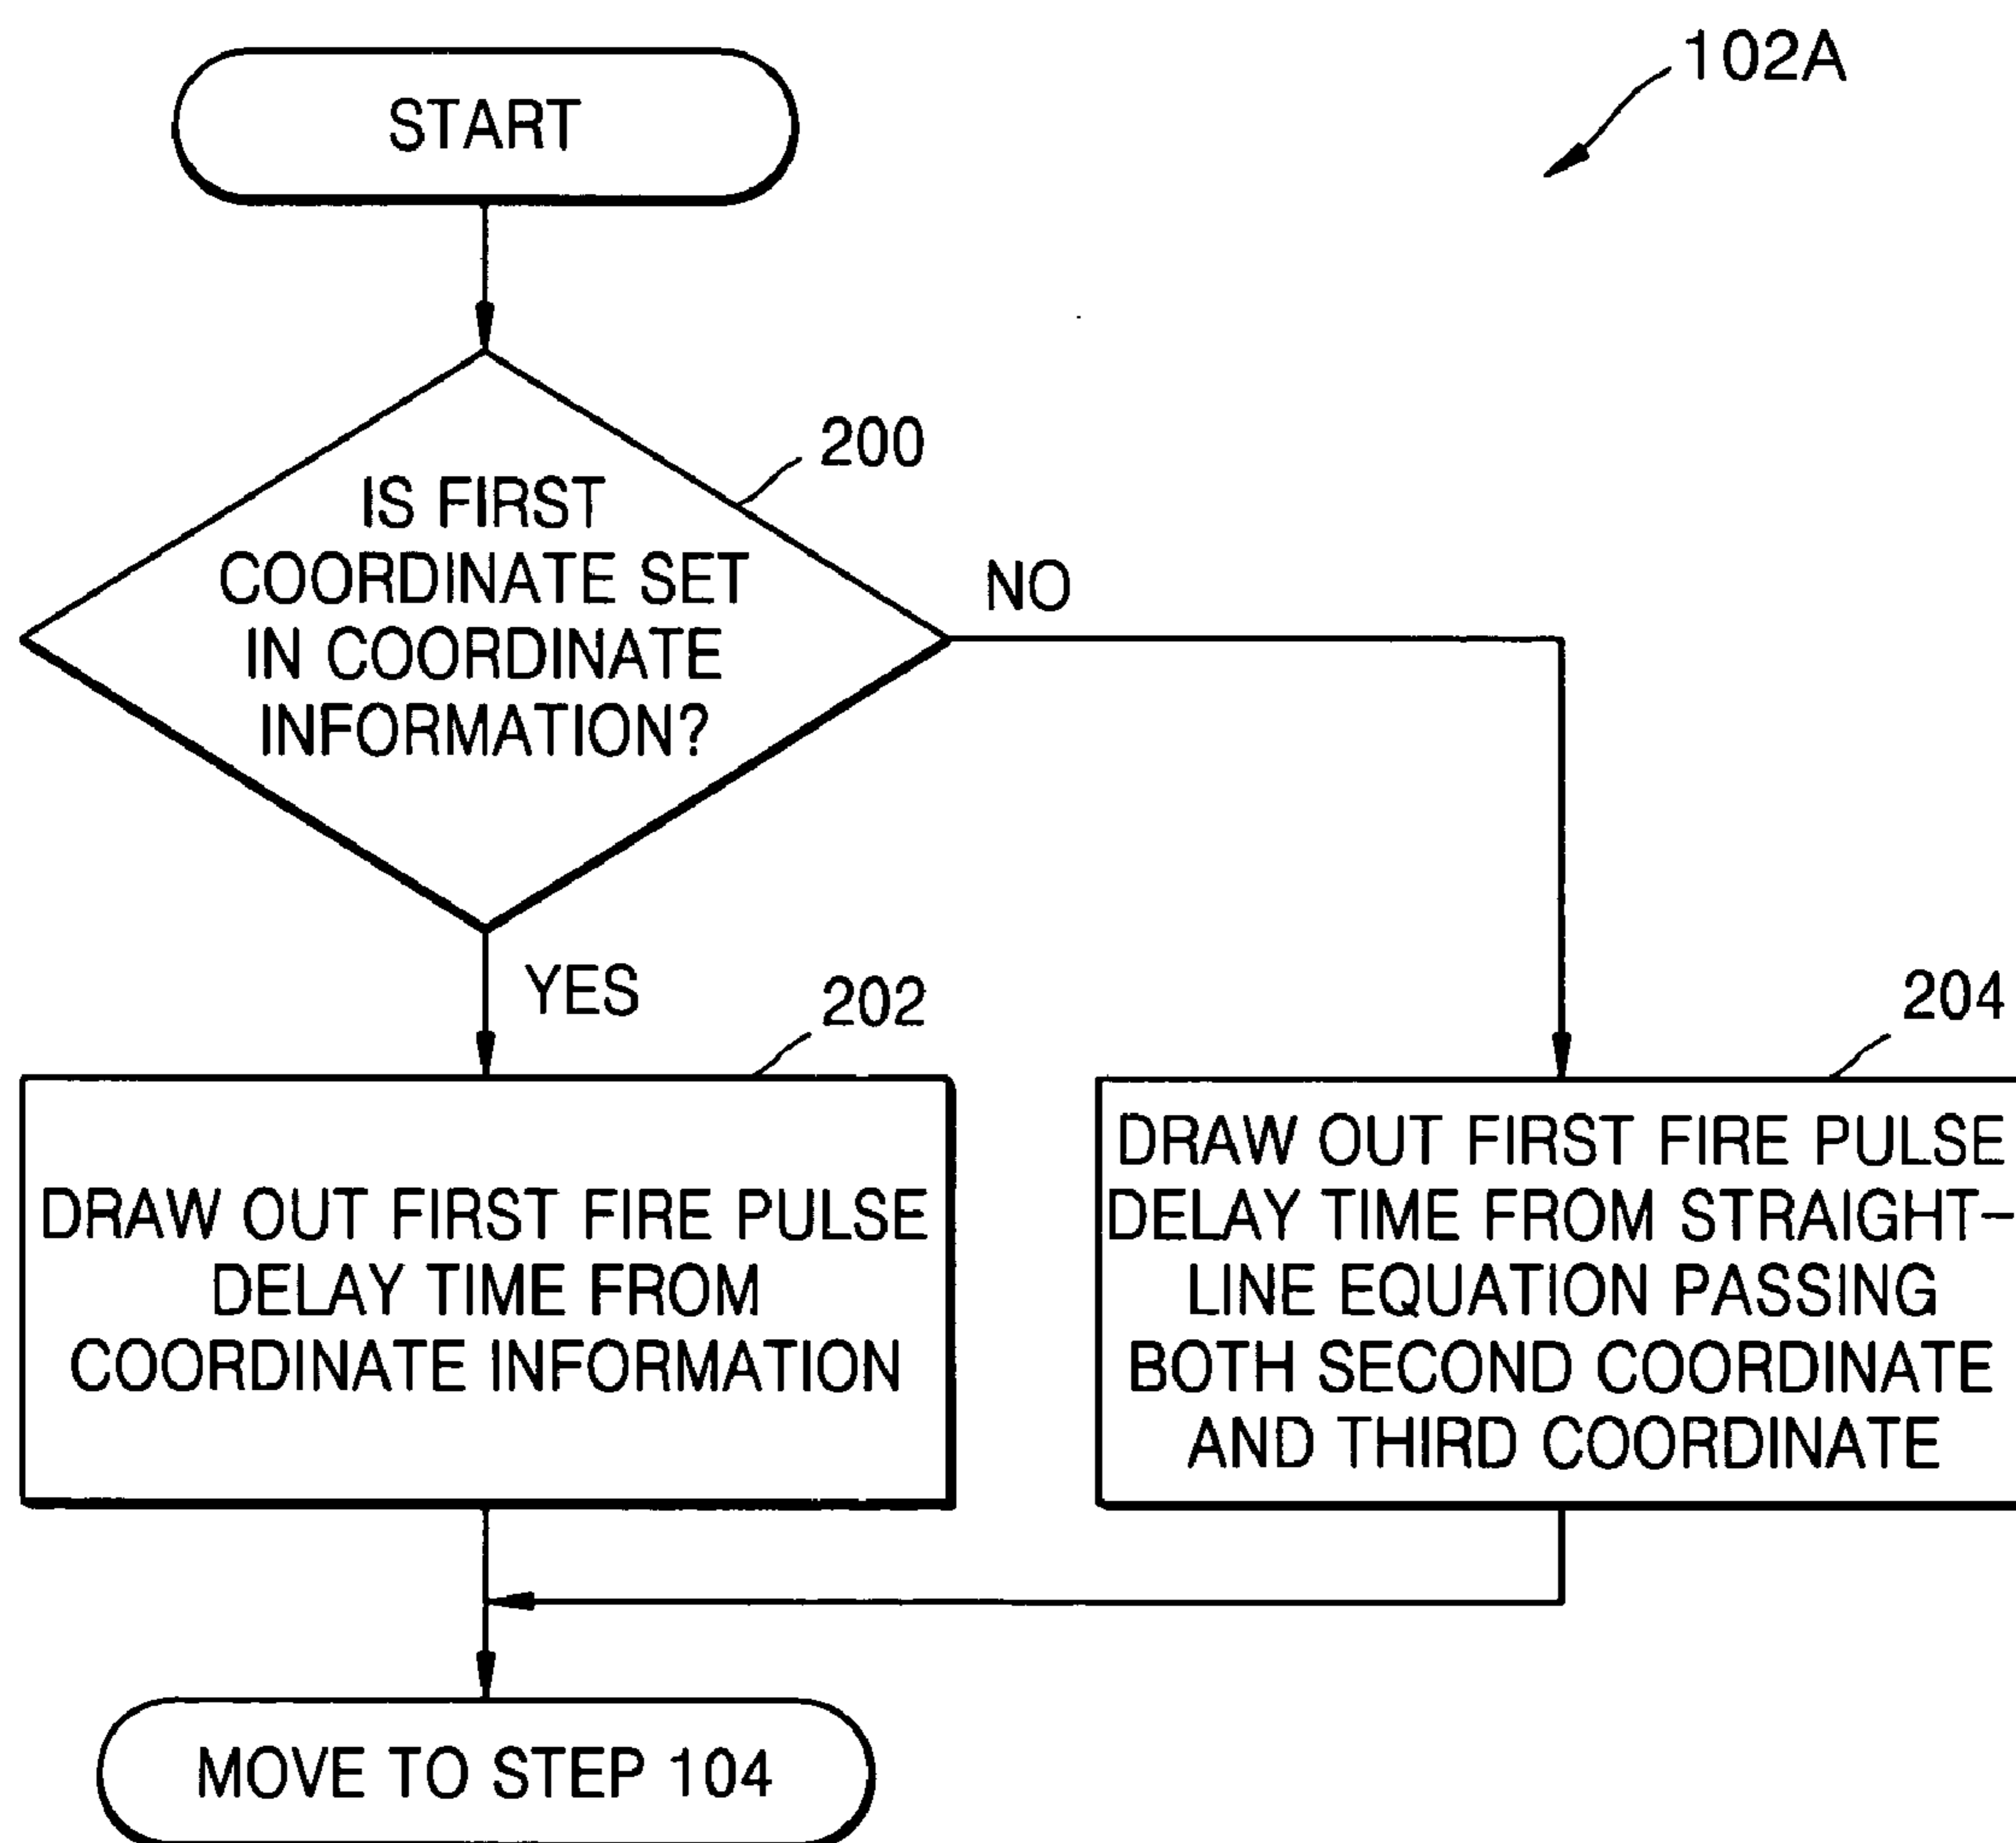 102A
START
200
IS FIRST
COORDINATE SET
IN COORDINATE
INFORMATION?
NO
YES
202
DRAW OUT FIRST FIRE PULSE
DELAY TIME FROM
COORDINATE INFORMATION
204
DRAW OUT FIRST FIRE PULSE
DELAY TIME FROM STRAIGHT-
LINE EQUATION PASSING
BOTH SECOND COORDINATE
AND THIRD COORDINATE
MOVE TO STEP 104